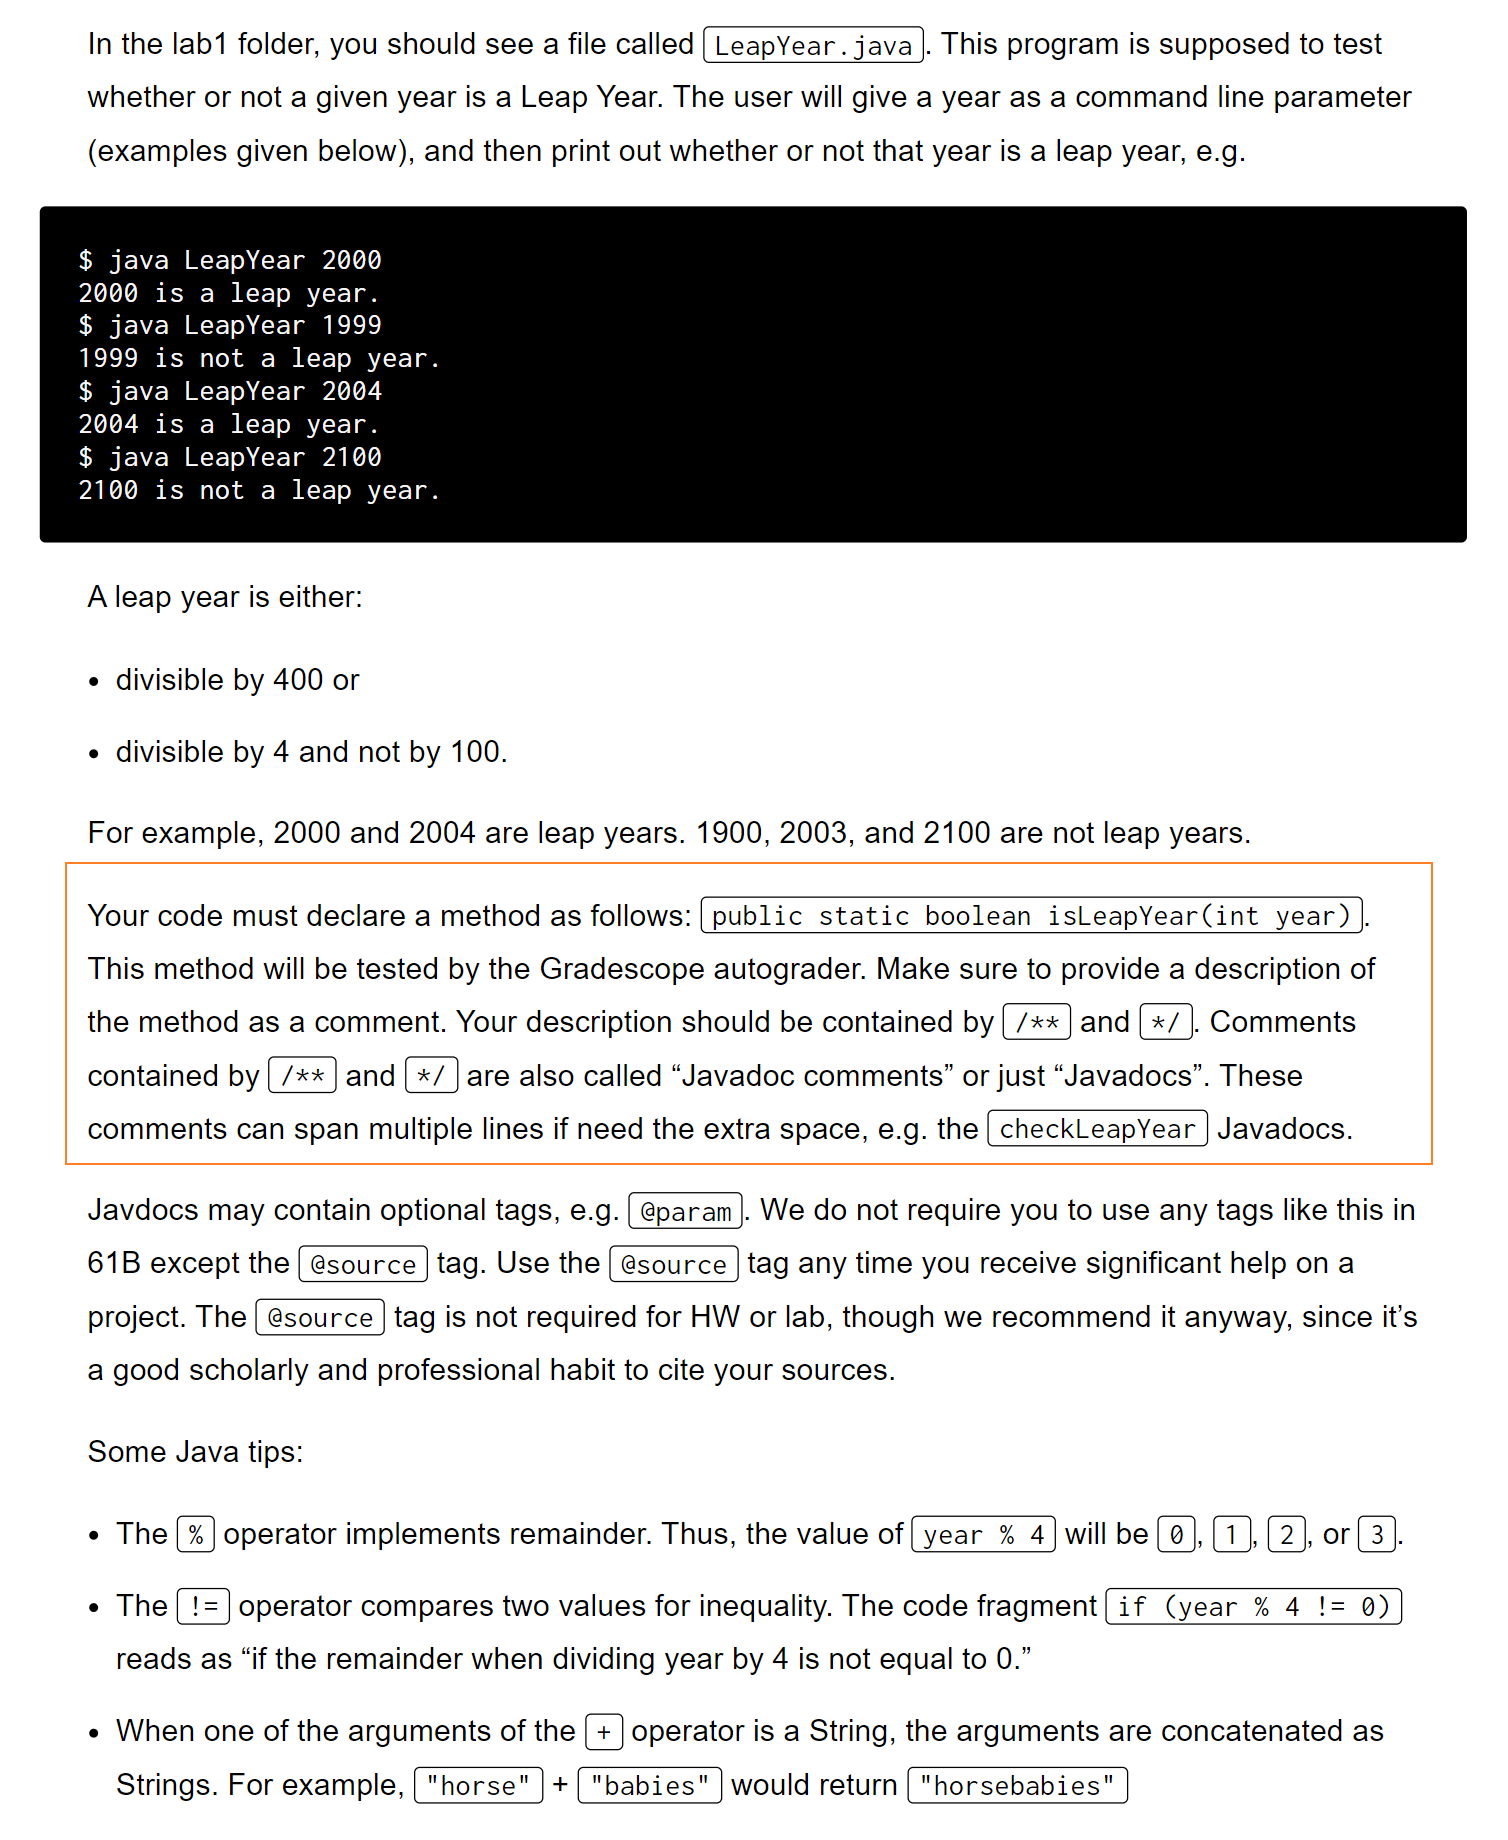 In the lab1 folder, you should see a file called LeapYear.java. This program is supposed to test
whether or not a given year is a Leap Year. The user will give a year as a command line parameter
(examples given below), and then print out whether or not that year is a leap year, e.g.
$ java LeapYear 2000
2000 is a leap year.
$ java LeapYear 1999
1999 is not a leap year.
$ java LeapYear 2004
2004 is a leap year.
$ java LeapYear 2100
2100 is not a leap year.
A leap year is either:
• divisible by 400 or
• divisible by 4 and not by 100.
For example, 2000 and 2004 are leap years. 1900, 2003, and 2100 are not leap years.
Your code must declare a method as follows: public static boolean isLeapYear(int year).
This method will be tested by the Gradescope autograder. Make sure to provide a description of
the method as a comment. Your description should be contained by /** and */. Comments
contained by /** and */ are also called “Javadoc comments” or just “Javadocs”. These
comments can span multiple lines if need the extra space, e.g. the checkLeapYear Javadocs.
Javdocs may contain optional tags, e.g. @param. We do not require you to use any tags like this in
61B except the @source tag. Use the @source tag any time you receive significant help on a
project. The @source tag is not required for HW or lab, though we recommend it anyway, since it’s
a good scholarly and professional habit to cite your sources.
Some Java tips:
• The % operator implements remainder. Thus, the value of year % 4 will be 0, 1, 2, or 3.
• The != operator compares two values for inequality. The code fragment if (year % 4 != 0)
reads as “if the remainder when dividing year by 4 is not equal to 0.”
• When one of the arguments of the + operator is a String, the arguments are concatenated as
Strings. For example, "horse" + "babies" would return "horsebabies"